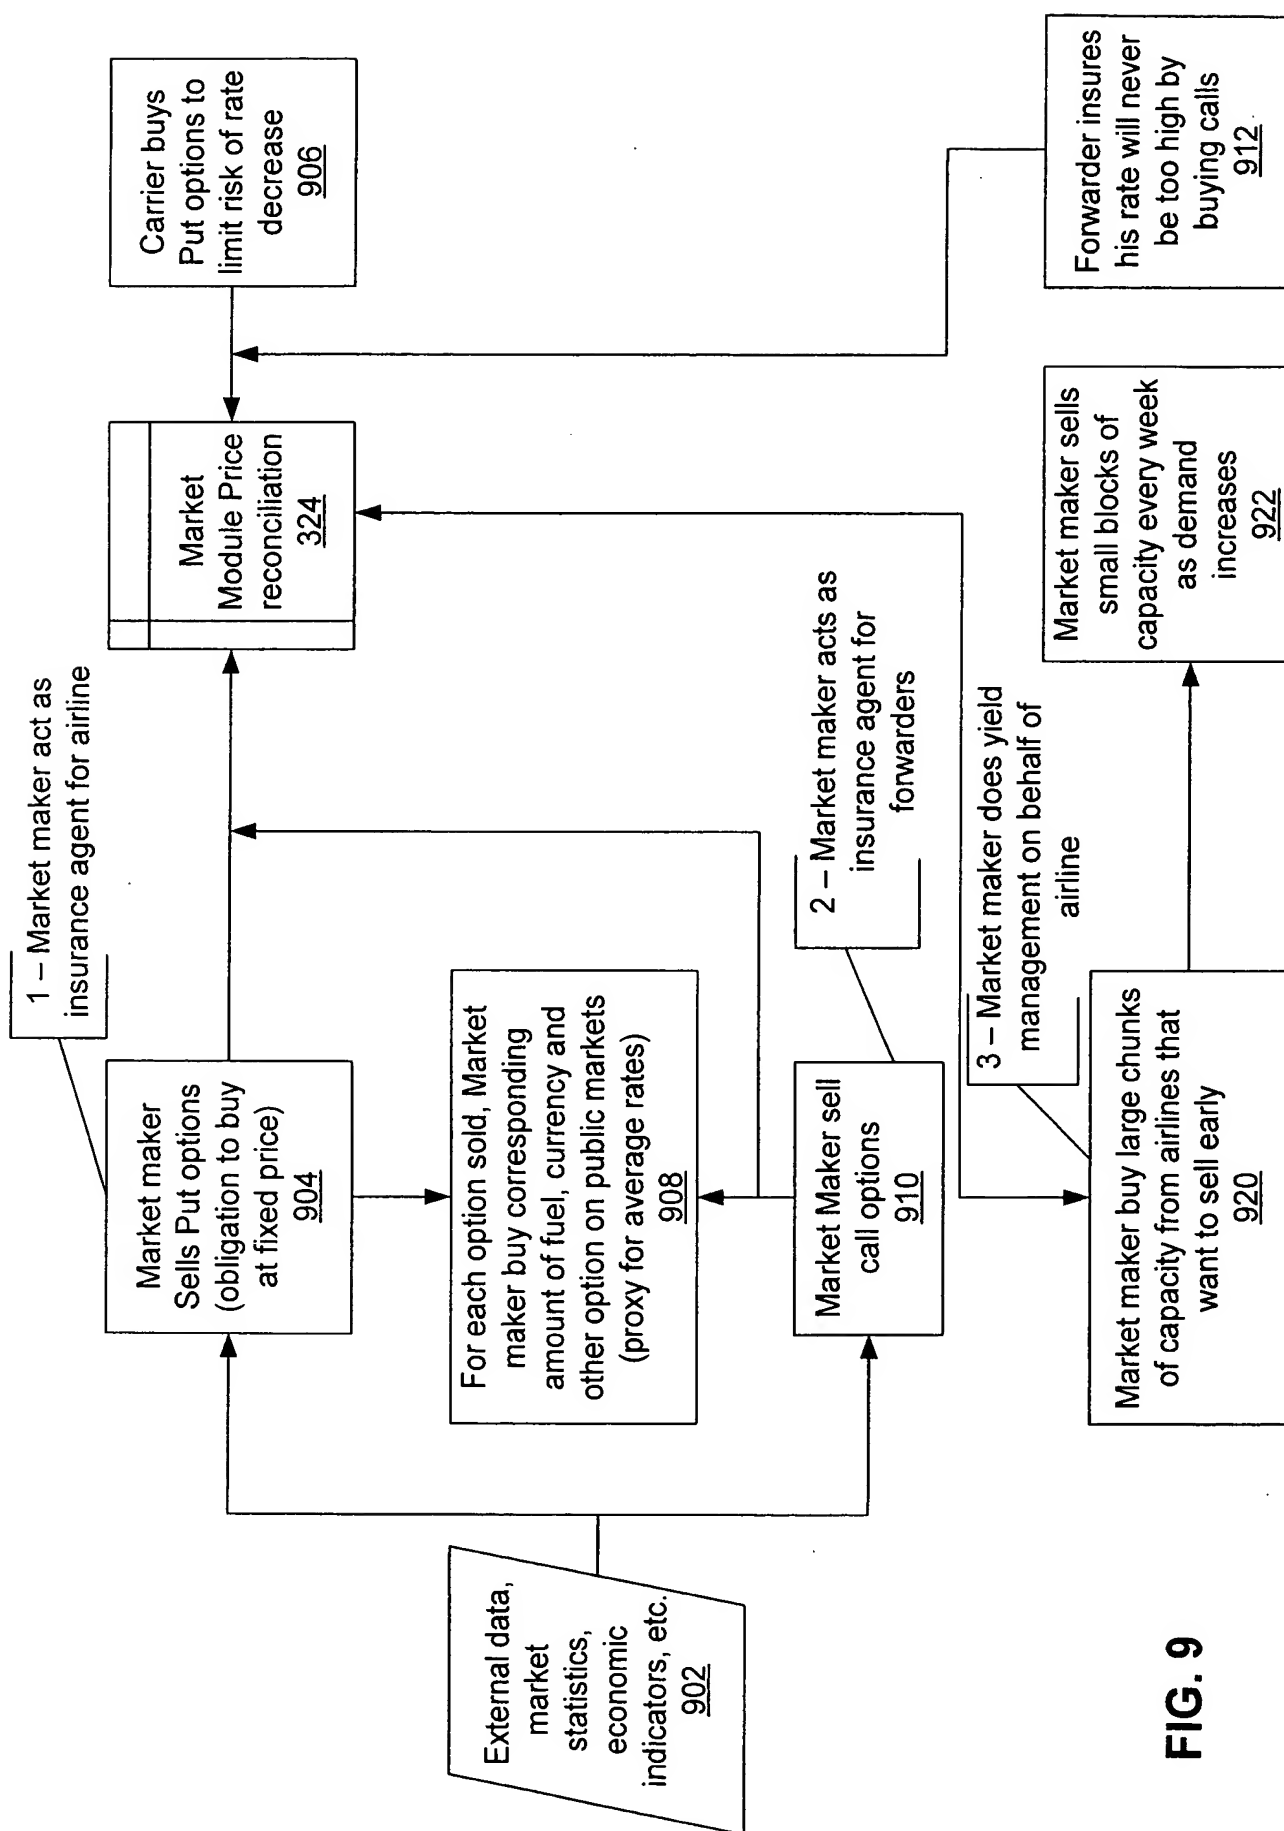 1 – Market maker act as
insurance agent for airline
Market maker
Sells Put options
(obligation to buy
at fixed price)
904
Market
Module Price
reconciliation
324
Carrier buys
Put options to
limit risk of rate
decrease
906
External data,
market
statistics,
economic
indicators, etc.
902
For each option sold, Market
maker buy corresponding
amount of fuel, currency and
other option on public markets
(proxy for average rates)
908
2 – Market maker acts as
insurance agent for
forwarders
Market Maker sell
call options
910
3 – Market maker does yield
management on behalf of
airline
Market maker buy large chunks
of capacity from airlines that
want to sell early
920
Market maker sells
small blocks of
capacity every week
as demand
increases
922
Forwarder insures
his rate will never
be too high by
buying calls
912
FIG. 9